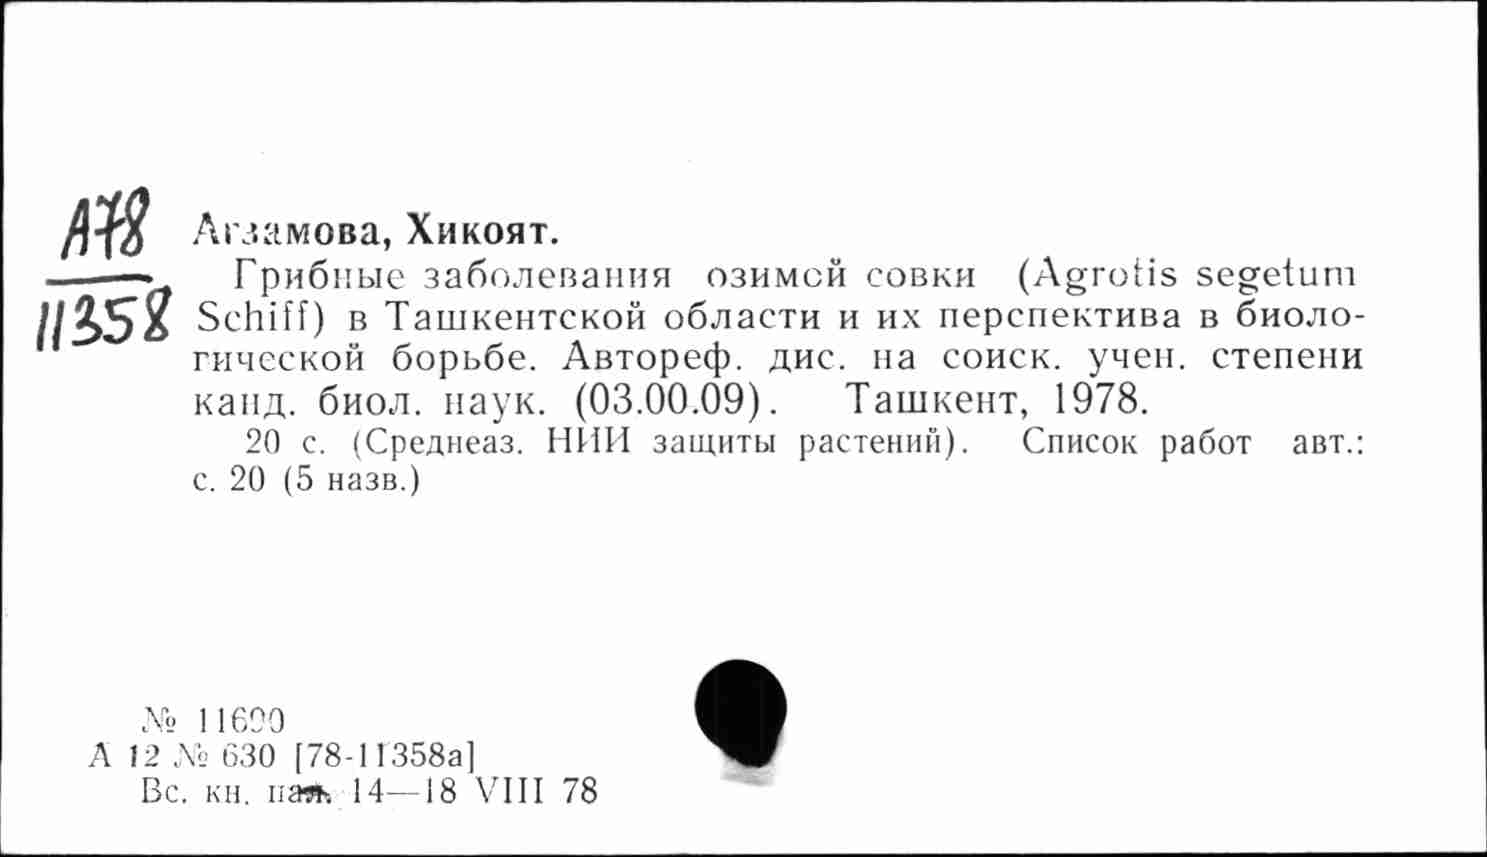 А78
11358
Агзамова, Хикоят.
Грибные заболевания озимой совки (Agrotis segetum
Schiff) в Ташкентской области и их перспектива в биоло-
гической борьбе. Автореф. дис. на соиск. учен. степени
канд. биол. наук. (03.00.09). Ташкент, 1978.
20 с. (Среднеаз. НИИ защиты растений). Список работ авт.:
с. 20 (5 назв.)
№ 11690
А 12 № 630 [78-11358а]
Вс. кн. пал. 14—18 VIII 78